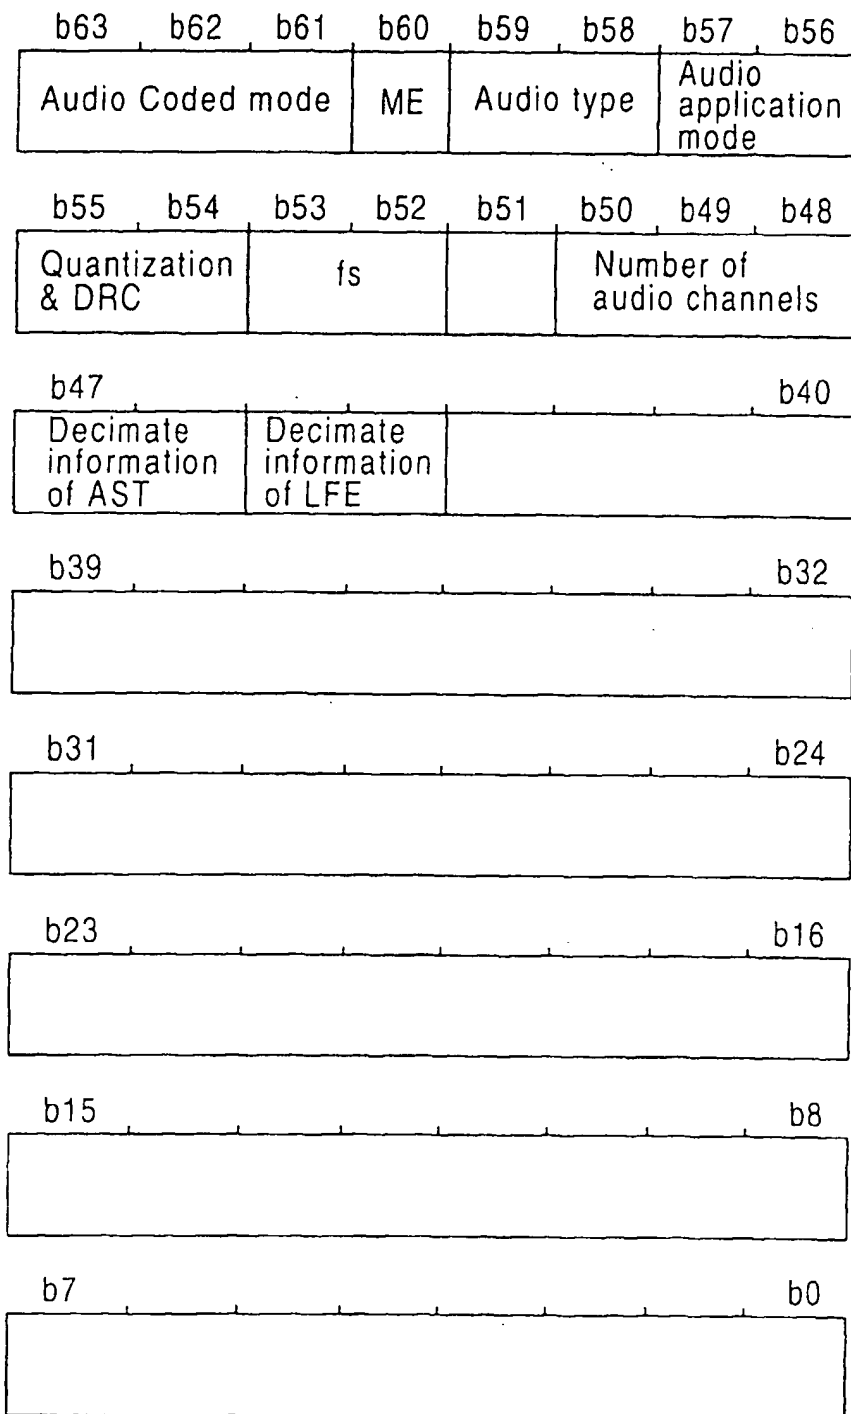 b63 b62 b61 b60 b59 b58 b57 b56
Audio Coded mode ME Audio type Audio
application
mode
b55 b54 b53 b52 b51 b50 b49 b48
Quantization fs Number of
& DRC audio channels
b47 b40
Decimate Decimate
information information
of AST of LFE
b39 b32
b31 b24
b23 b16
b15 b8
b7 b0